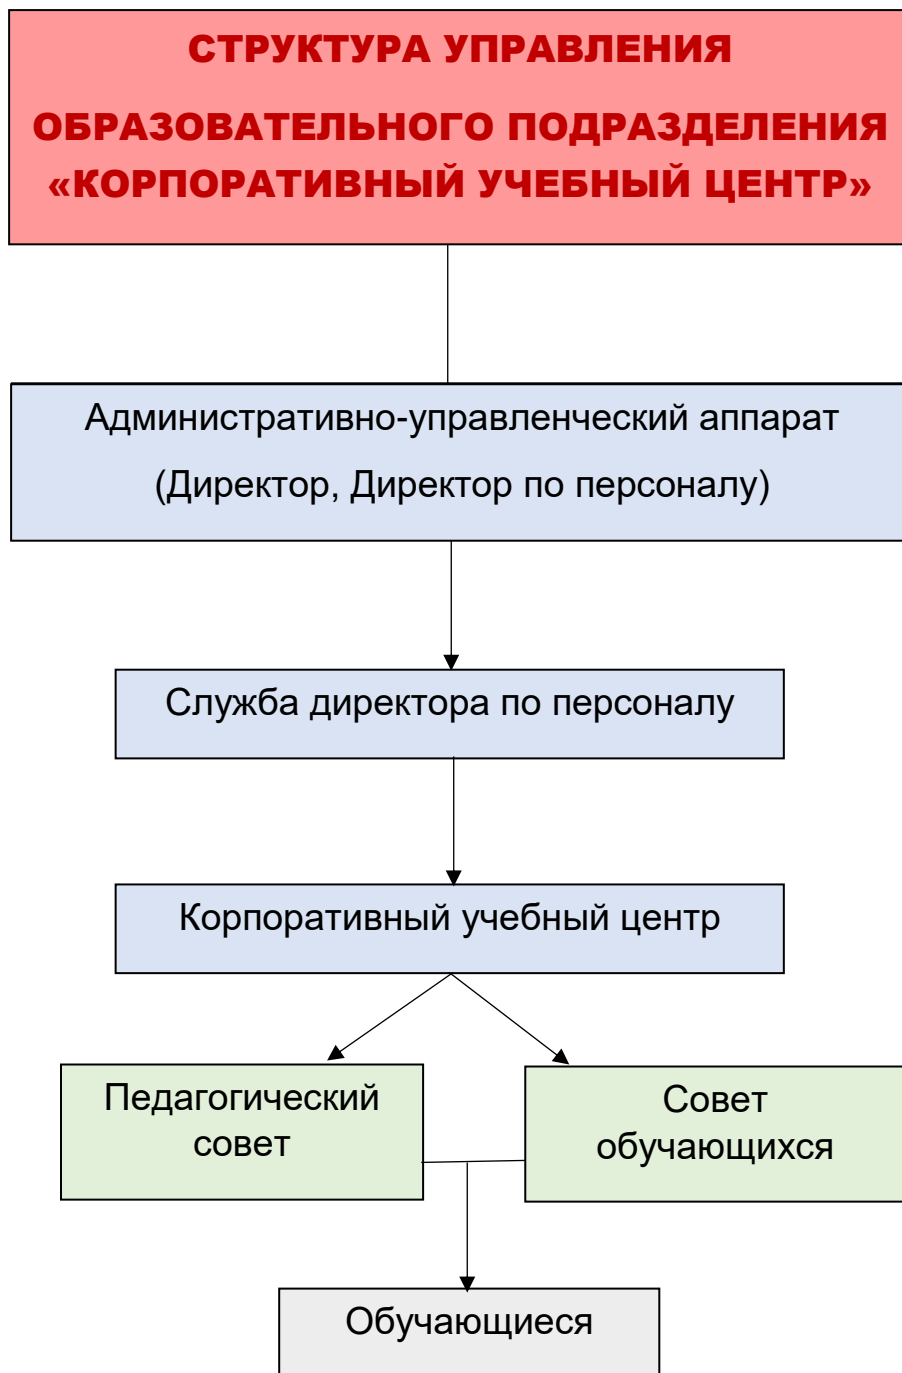 СТРУКТУРА УПРАВЛЕНИЯ
ОБРАЗОВАТЕЛЬНОГО ПОДРАЗДЕЛЕНИЯ
«КОРПОРАТИВНЫЙ УЧЕБНЫЙ ЦЕНТР»
Административно-управленческий аппарат
(Директор, Директор по персоналу)
Служба директора по персоналу
Корпоративный учебный центр
Педагогический
совет
Совет
обучающихся
Обучающиеся